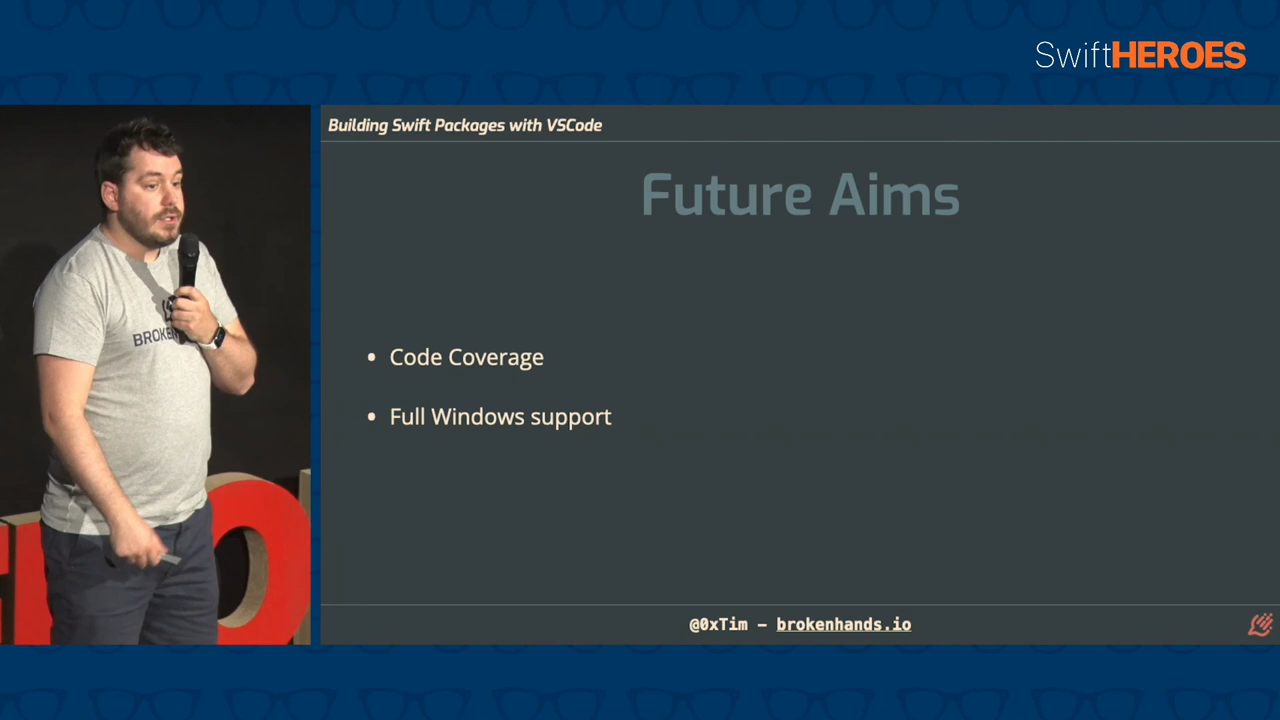 SwiftHEROES
Building Swift Packages with VSCode
Future Aims
• Code Coverage
• Full Windows support
@0xTim – brokenhands.io